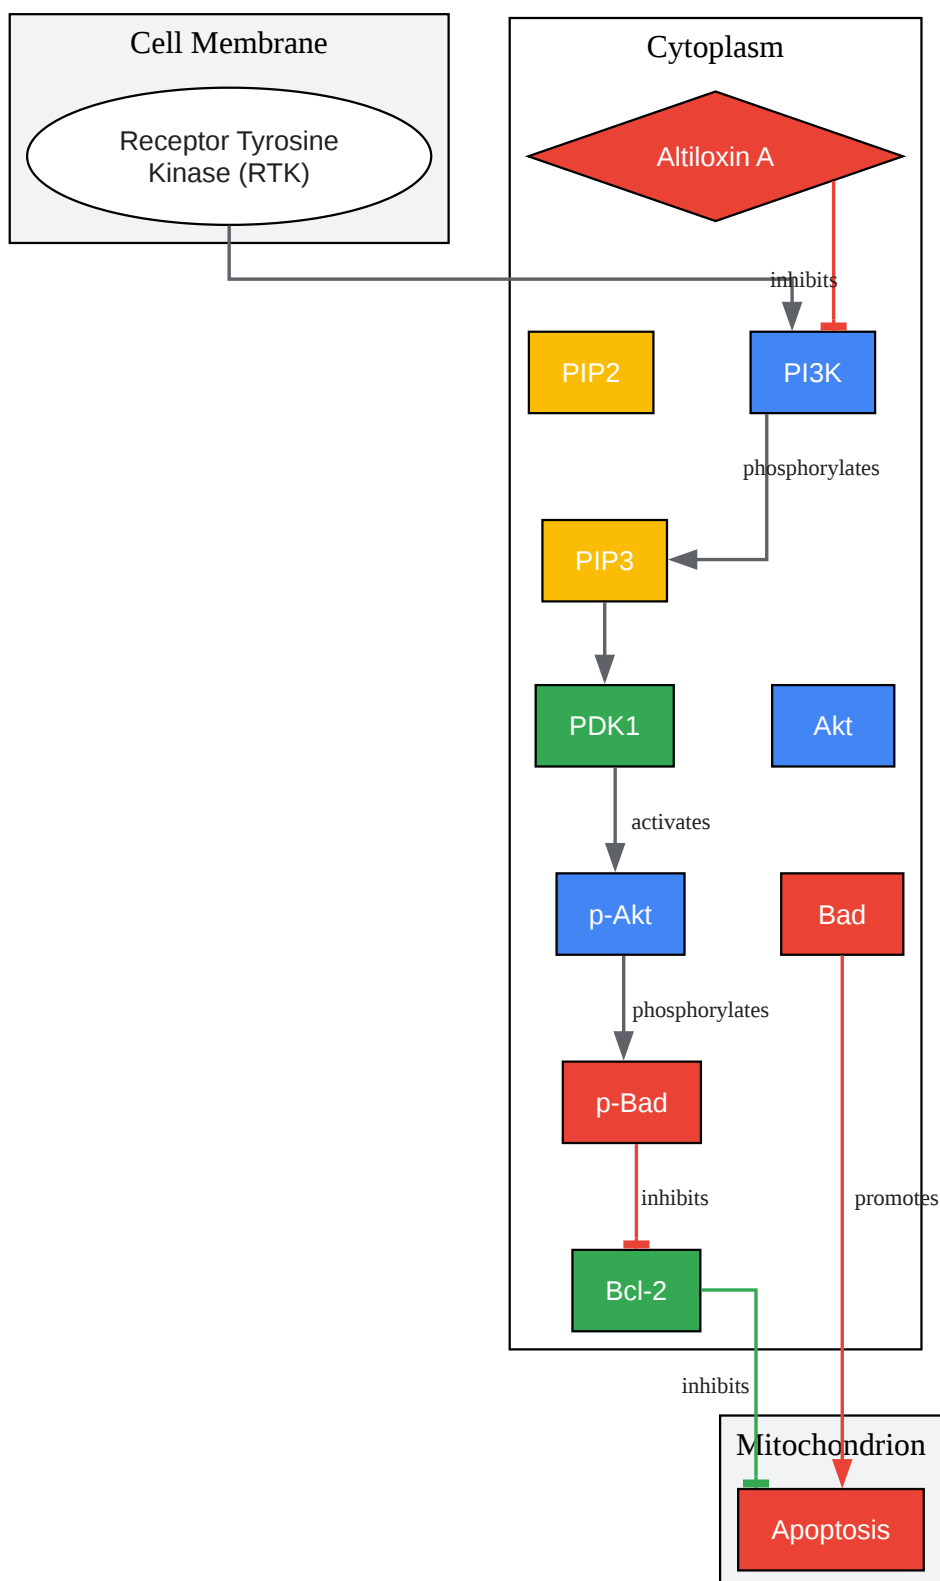 Cell Membrane
Cytoplasm
Receptor Tyrosine
Kinase (RTK)
Altiloxin A
inhibits
PIP2
PI3K
phosphorylates
PIP3
PDK1
Akt
activates
p-Akt
Bad
phosphorylates
p-Bad
inhibits
promotes
Bcl-2
inhibits
Mitochondrion
Apoptosis